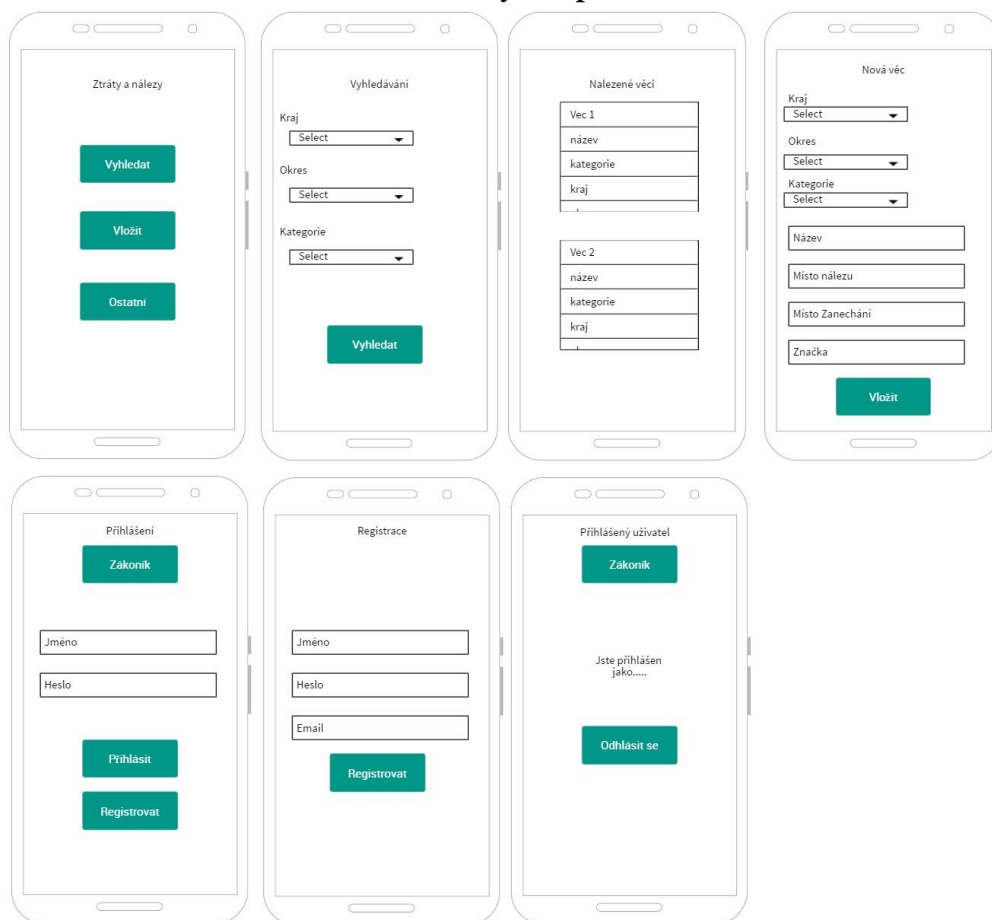 Ztráty a nálezy
Vyhledat
Vložit
Ostatní
Vyhledávání
Kraj
Select
Okres
Select
Kategorie
Select
Vyhledat
Nalezené věci
Vec 1
název
kategorie
kraj
Vec 2
název
kategorie
kraj
Nová věc
Kraj
Select
Okres
Select
Kategorie
Select
Název
Místo nálezu
Místo Zanechání
Značka
Vložit
Přihlášení
Zákoník
Jméno
Heslo
Přihlásit
Registrovat
Registrace
Jméno
Heslo
Email
Registrovat
Přihlášený uživatel
Zákoník
Jste přihlášen
jako.....
Odhlásit se